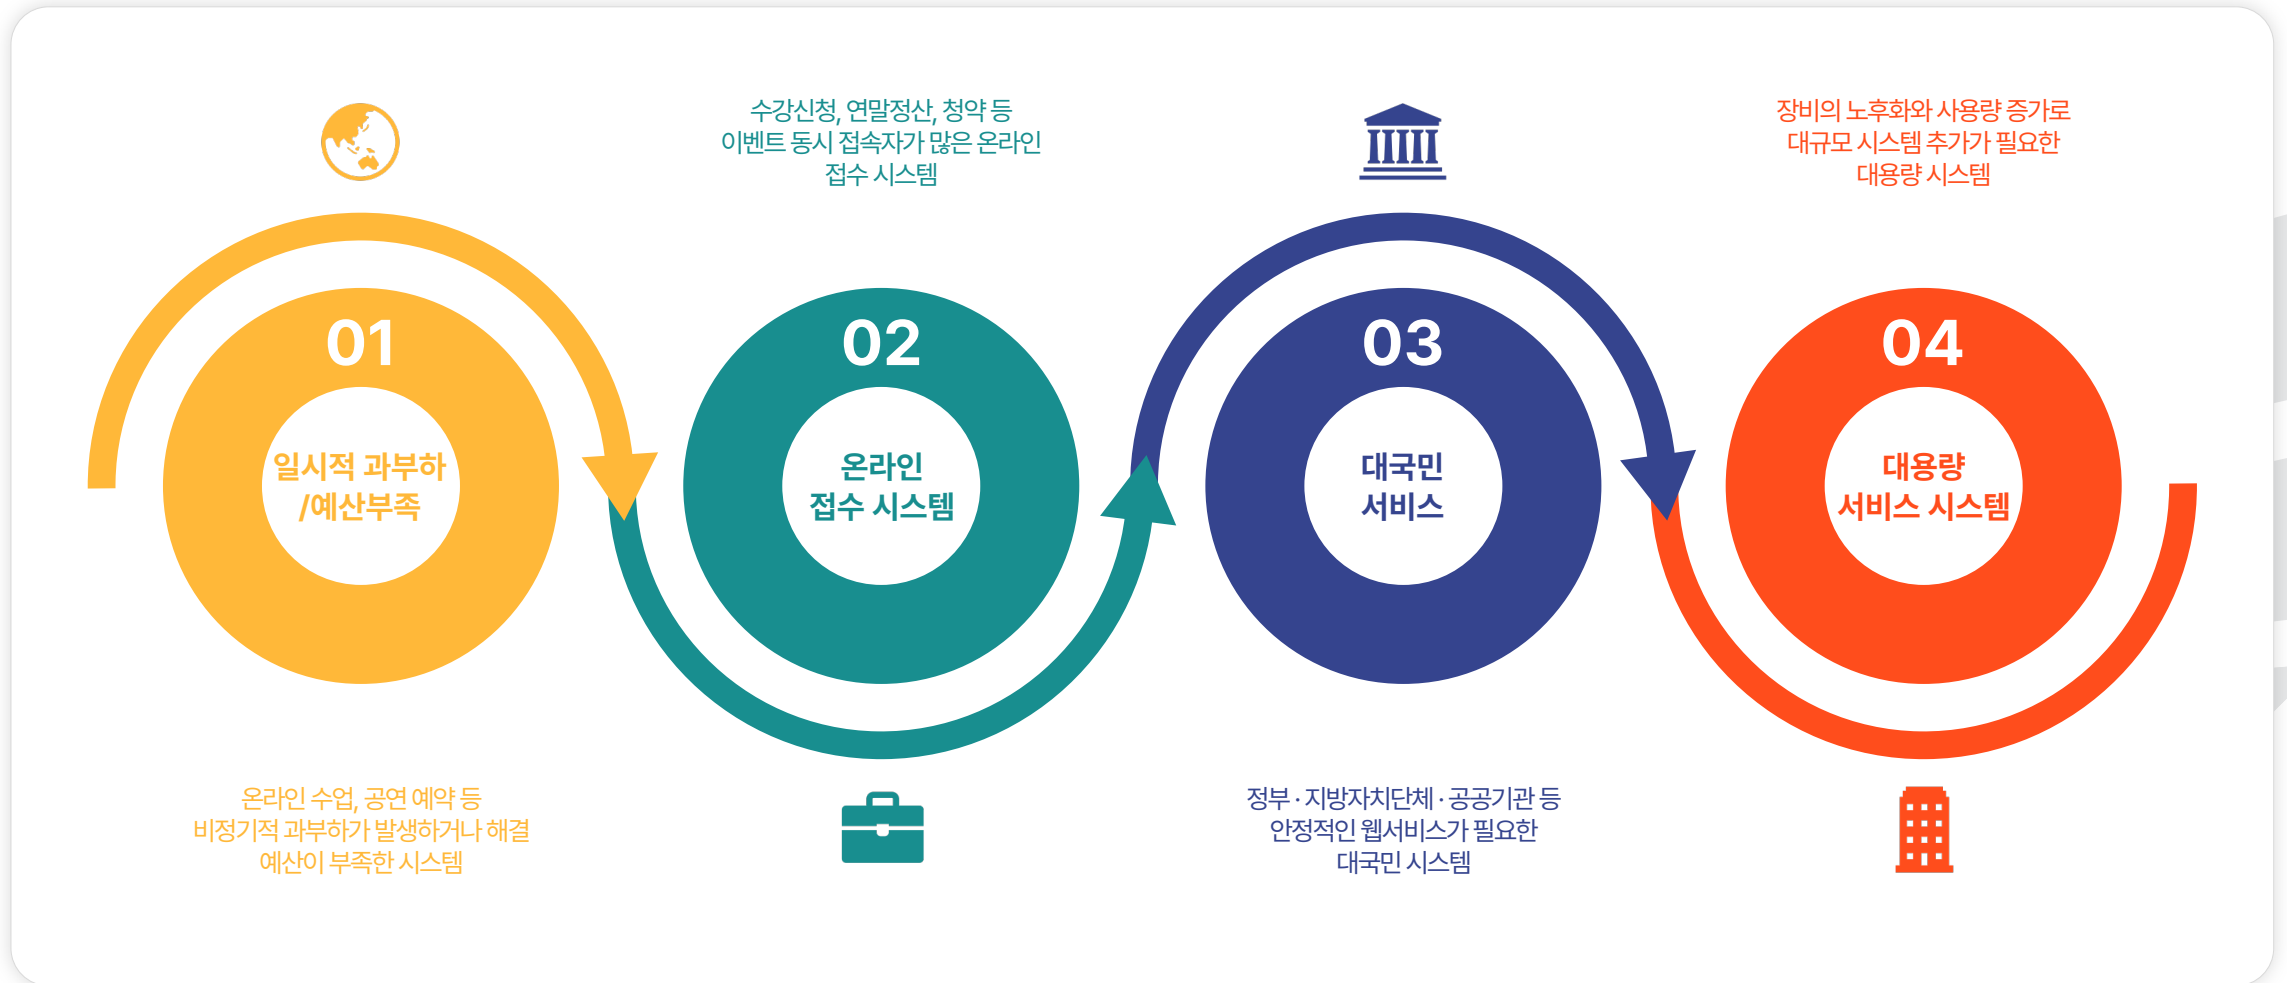 01
일시적 과부하
/예산부족
온라인 수업, 공연 예약 등
비정기적 과부하가 발생하거나 해결
예산이 부족한 시스템
수강신청, 연말정산, 청약 등
이벤트 동시 접속자가 많은 온라인
접수 시스템
02
온라인
접수 시스템
03
대국민
서비스
정부 · 지방자치단체 · 공공기관 등
안정적인 웹서비스가 필요한
대국민 시스템
장비의 노후화와 사용량 증가로
대규모 시스템 추가가 필요한
대용량 시스템
04
대용량
서비스 시스템